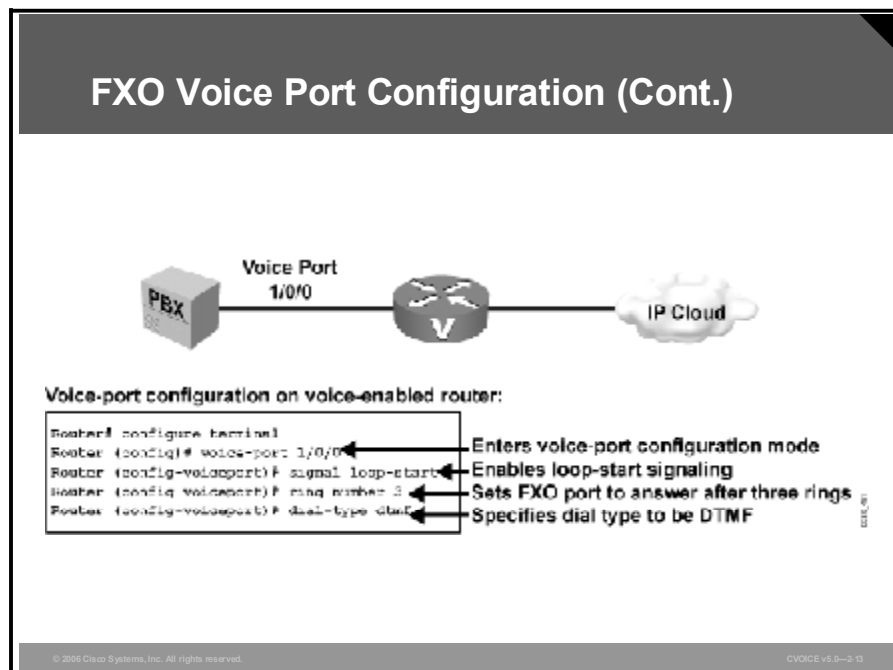 FXO Voice Port Configuration (Cont.)
Voice Port
1/0/0
PBX
V
IP Cloud
Voice-port configuration on voice-enabled router:
Router# configure terminal
Router (config)# voice-port 1/0/0
Enters voice-port configuration mode
Router (config-voiceport)# signal loop-start
Enables loop-start signaling
Router (config-voiceport)# ring number 3
Sets FXO port to answer after three rings
Router (config-voiceport)# dial-type dtmf
Specifies dial type to be DTMF
© 2006 Cisco Systems, Inc. All rights reserved.
CVOICE v5.0—2-13